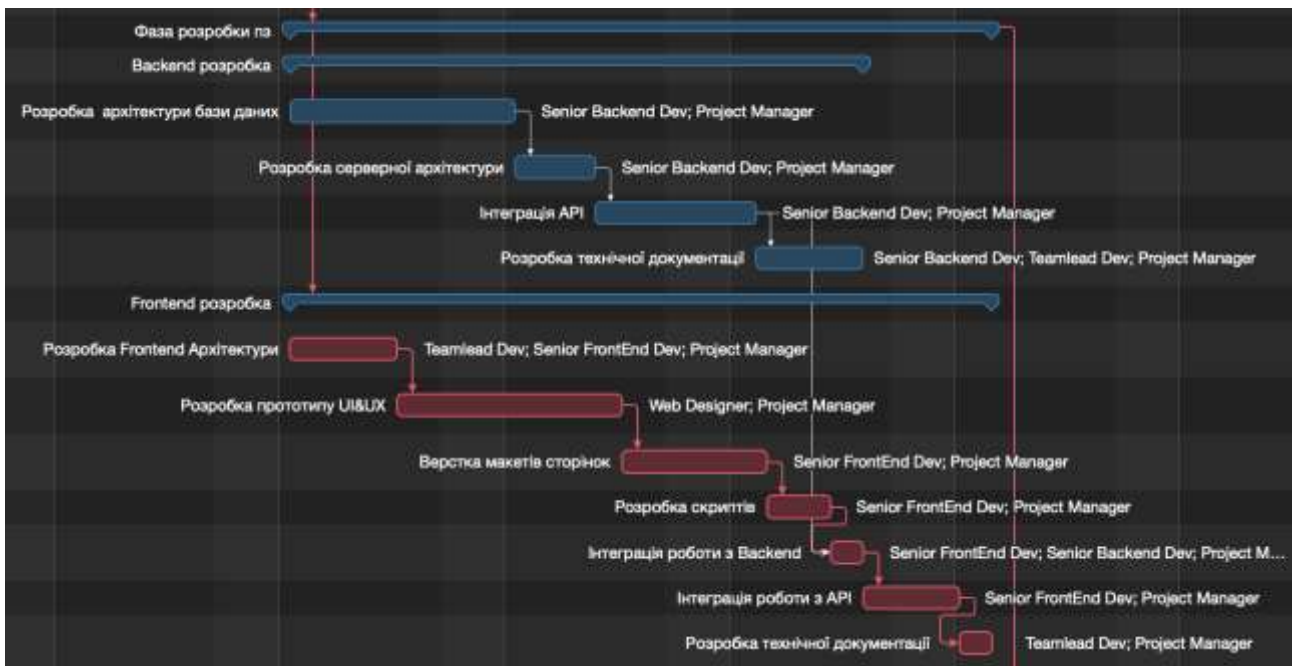 Фаза розробки пз
Backend розробка
Розробка архітектури бази даних Senior Backend Dev; Project Manager
Розробка серверної архітектури Senior Backend Dev; Project Manager
Інтеграція API Senior Backend Dev; Project Manager
Розробка технічної документації Senior Backend Dev; Teamlead Dev; Project Manager
Frontend розробка
Розробка Frontend Архітектури Teamlead Dev; Senior FrontEnd Dev; Project Manager
Розробка прототипу UI&UX Web Designer; Project Manager
Верстка макетів сторінок Senior FrontEnd Dev; Project Manager
Розробка скриптів Senior FrontEnd Dev; Project Manager
Інтеграція роботи з Backend Senior FrontEnd Dev; Senior Backend Dev; Project M...
Інтеграція роботи з API Senior FrontEnd Dev; Project Manager
Розробка технічної документації Teamlead Dev; Project Manager